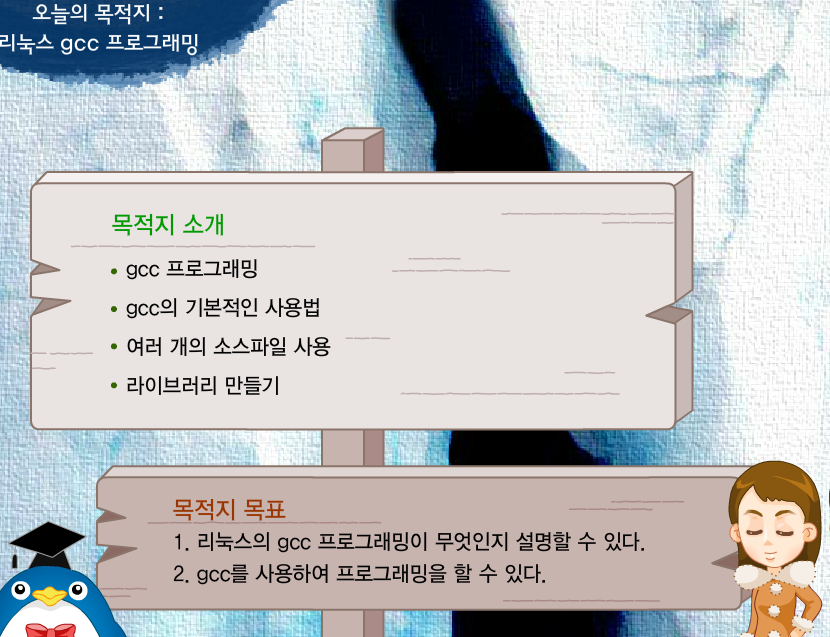 오늘의 목적지 :
리눅스 gcc 프로그래밍
목적지 소개
• gcc 프로그래밍
• gcc의 기본적인 사용법
• 여러 개의 소스파일 사용
• 라이브러리 만들기
목적지 목표
1. 리눅스의 gcc 프로그래밍이 무엇인지 설명할 수 있다.
2. gcc를 사용하여 프로그래밍을 할 수 있다.